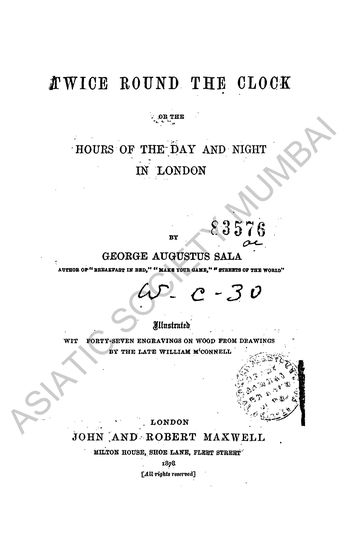 TWICE ROUND THE CLOCK
OR THE
HOURS OF THE DAY AND NIGHT
IN LONDON
83576
BY
GEORGE AUGUSTUS SALA
AUTHOR OF "BREAKFAST IN BED," "MAKE YOUR GAME," "STREETS OF THE WORLD"
W-C-30
Illustrated
WIT FORTY-SEVEN ENGRAVINGS ON WOOD FROM DRAWINGS
BY THE LATE WILLIAM M'CONNELL
LONDON
JOHN AND ROBERT MAXWELL
MILTON HOUSE, SHOE LANE, FLEET STREET
1878
[All rights reserved]
ASIATIC SOCIETY MUMBAI